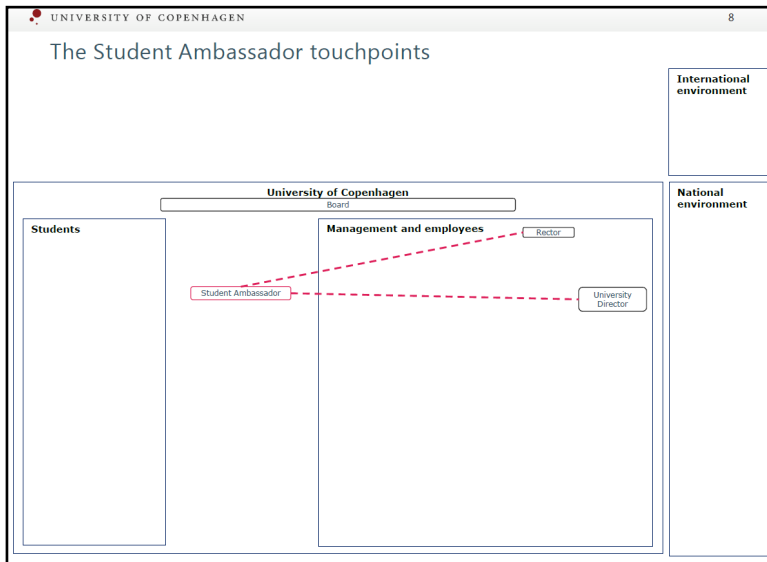 UNIVERSITY OF COPENHAGEN
8
The Student Ambassador touchpoints
International
environment
University of Copenhagen
Board
National
environment
Students
Management and employees
Rector
Student Ambassador
University
Director